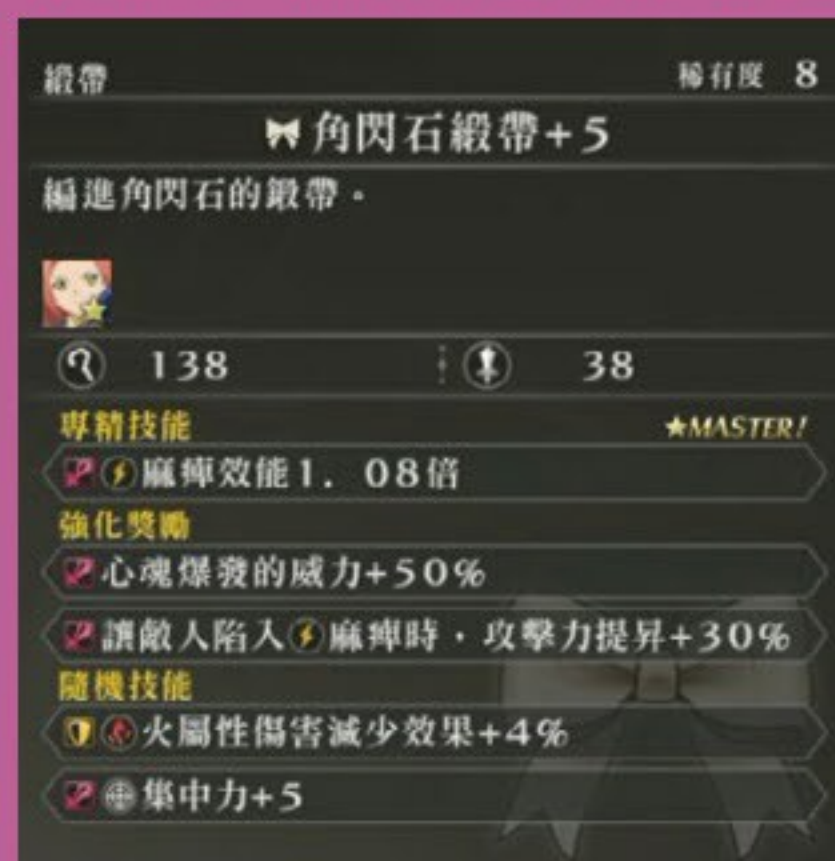 緞帶
稀有度 8
角閃石緞帶+5
編進角閃石的緞帶。
138
38
專精技能
★MASTER!
麻痺效能1. 08倍
強化獎勵
心魂爆發的威力+50%
讓敵人陷入麻痺時，攻擊力提昇+30%
隨機技能
火屬性傷害減少效果+4%
集中力+5